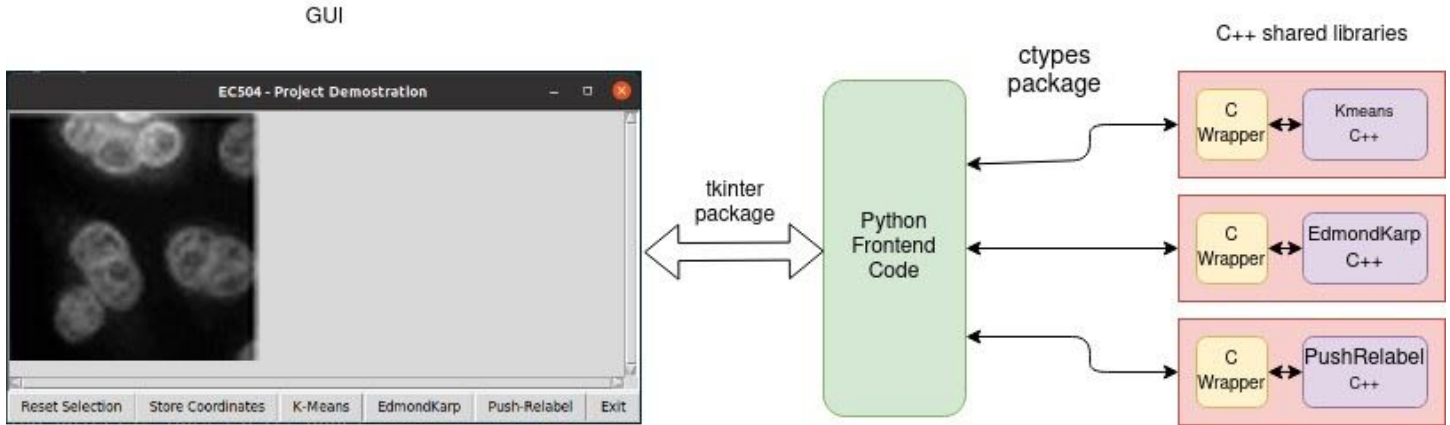 GUI
EC504 - Project Demostration
Reset Selection
Store Coordinates
K-Means
EdmondKarp
Push-Relabel
Exit
tkinter
package
Python
Frontend
Code
ctypes
package
C++ shared libraries
C
Wrapper
Kmeans
C++
C
Wrapper
EdmondKarp
C++
C
Wrapper
PushRelabel
C++